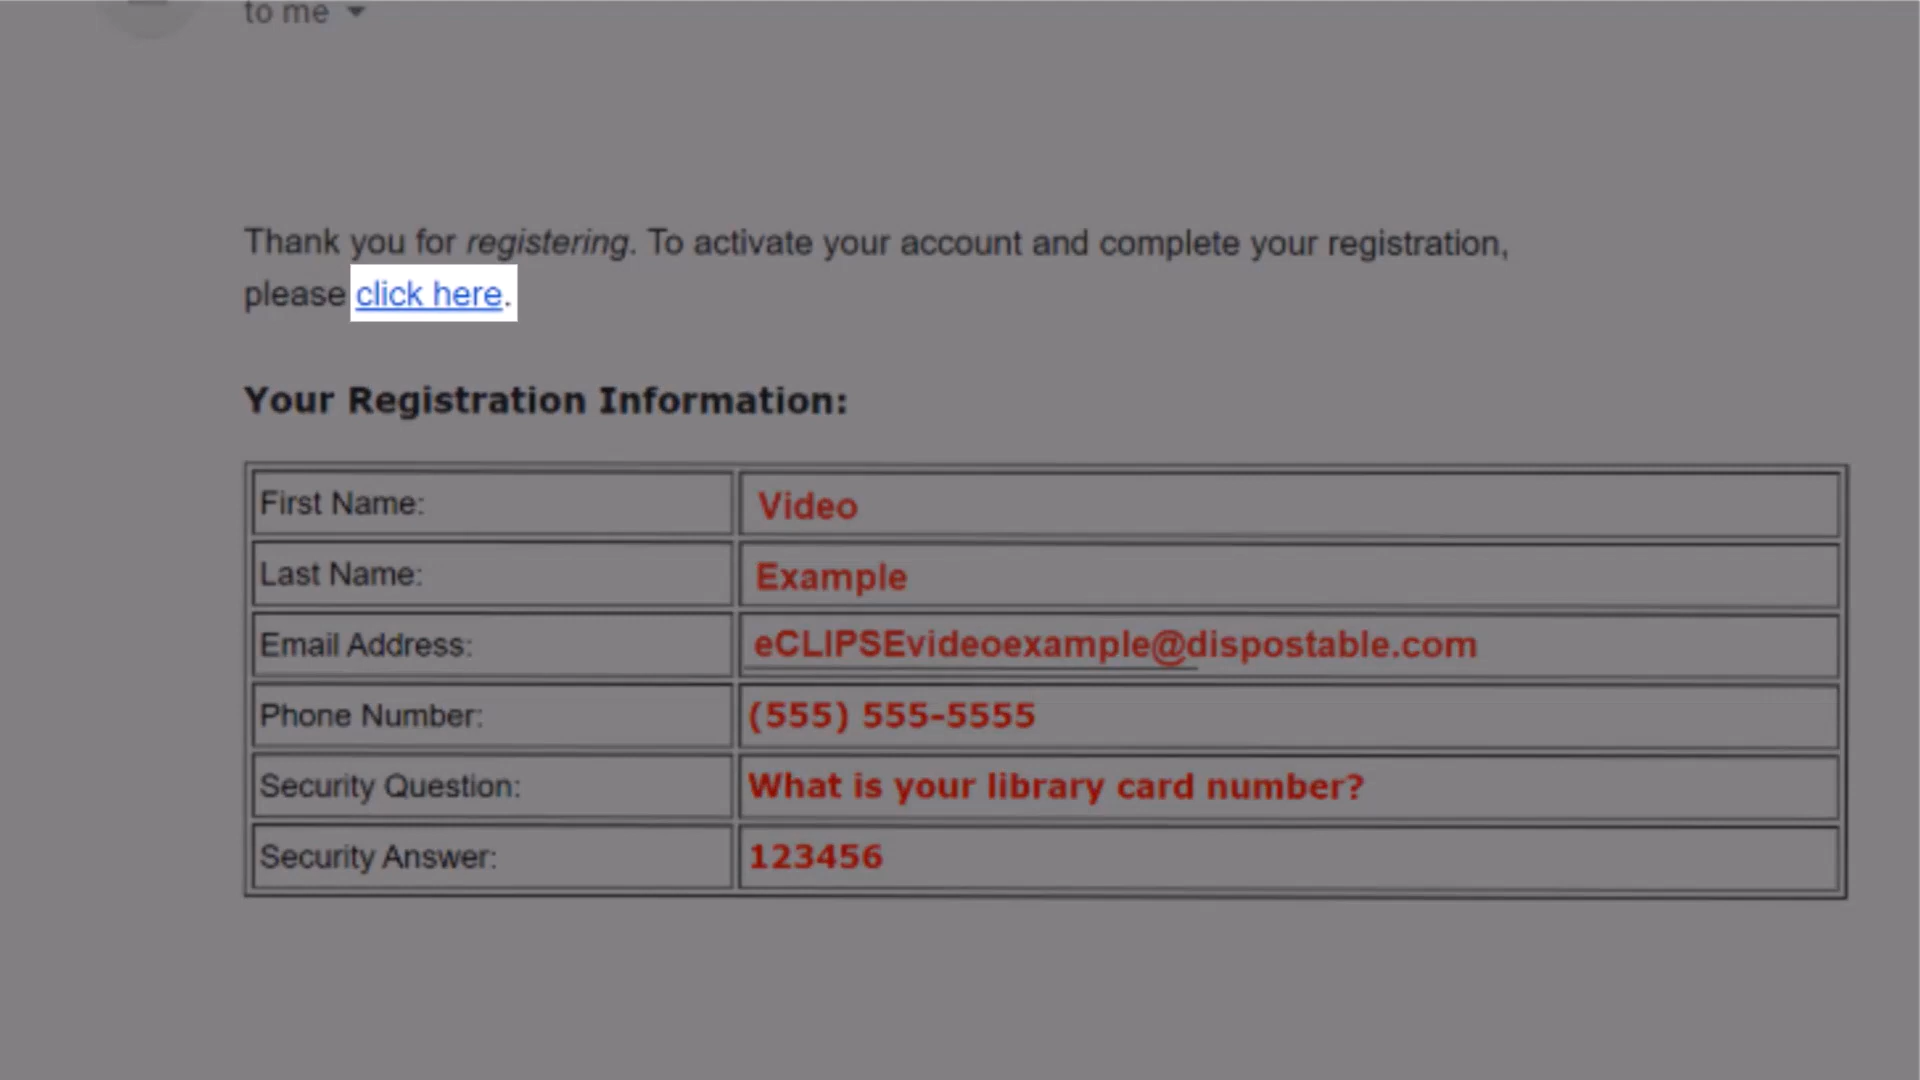 to me
Thank you for registering. To activate your account and complete your registration,
please click here.
Your Registration Information:
First Name: Video
Last Name: Example
Email Address: eCLIPSEvideoexample@dispostable.com
Phone Number: (555) 555-5555
Security Question: What is your library card number?
Security Answer: 123456